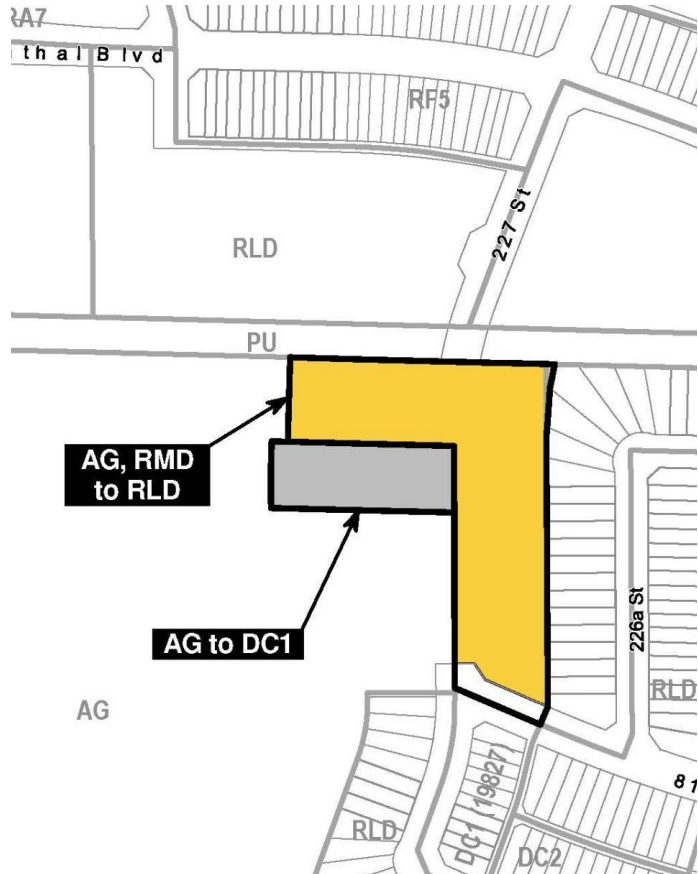 RA7
thal Blvd
RF5
227 St
RLD
PU
AG, RMD
to RLD
AG to DC1
226a St
RLD
AG
81
DC1 (19827)
RLD
DC2